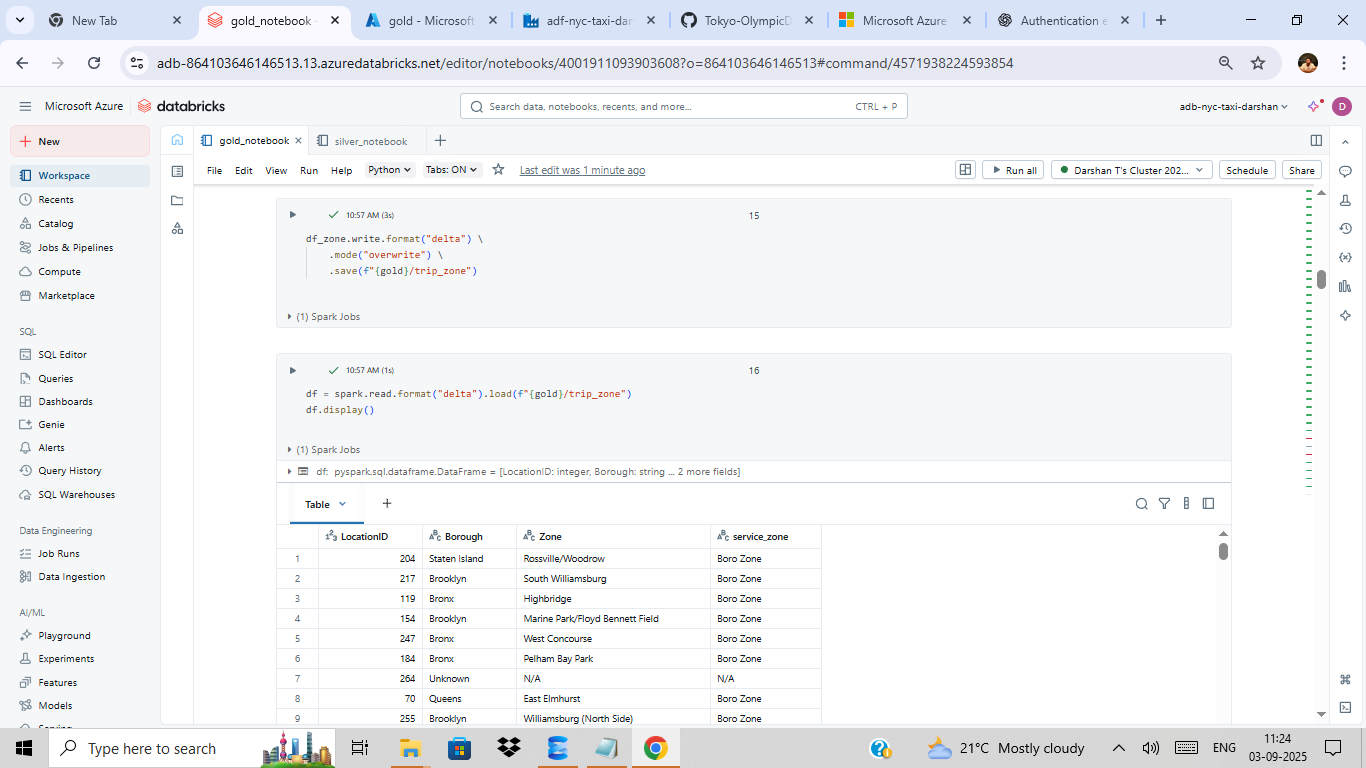 New Tab
gold_notebook -
gold - Microsoft
adf-nyc-taxi-dar
Tokyo-OlympicD
Microsoft Azure
Authentication e
adb-864103646146513.13.azuredatabricks.net/editor/notebooks/400191109390360​8?o=864103646146513#command/4571938224593854
Microsoft Azure
databricks
Search data, notebooks, recents, and more...
CTRL + P
adb-nyc-taxi-darshan
D
New
Workspace
Recents
Catalog
Jobs & Pipelines
Compute
Marketplace
SQL
SQL Editor
Queries
Dashboards
Genie
Alerts
Query History
SQL Warehouses
Data Engineering
Job Runs
Data Ingestion
AI/ML
Playground
Experiments
Features
Models
Serving
gold_notebook
silver_notebook
File Edit View Run Help Python Tabs: ON Last edit was 1 minute ago
Run all
Darshan T's Cluster 202...
Schedule
Share
10:57 AM (3s)
15
df_zone.write.format("delta") \
.mode("overwrite") \
.save(f"{gold}/trip_zone")
(1) Spark Jobs
10:57 AM (1s)
16
df = spark.read.format("delta").load(f"{gold}/trip_zone")
df.display()
(1) Spark Jobs
df: pyspark.sql.dataframe.DataFrame = [LocationID: integer, Borough: string ... 2 more fields]
Table
LocationID Borough Zone service_zone
1 204 Staten Island Rossville/Woodrow Boro Zone
2 217 Brooklyn South Williamsburg Boro Zone
3 119 Bronx Highbridge Boro Zone
4 154 Brooklyn Marine Park/Floyd Bennett Field Boro Zone
5 247 Bronx West Concourse Boro Zone
6 184 Bronx Pelham Bay Park Boro Zone
7 264 Unknown N/A N/A
8 70 Queens East Elmhurst Boro Zone
9 255 Brooklyn Williamsburg (North Side) Boro Zone
Type here to search
21°C Mostly cloudy
ENG
11:24
03-09-2025